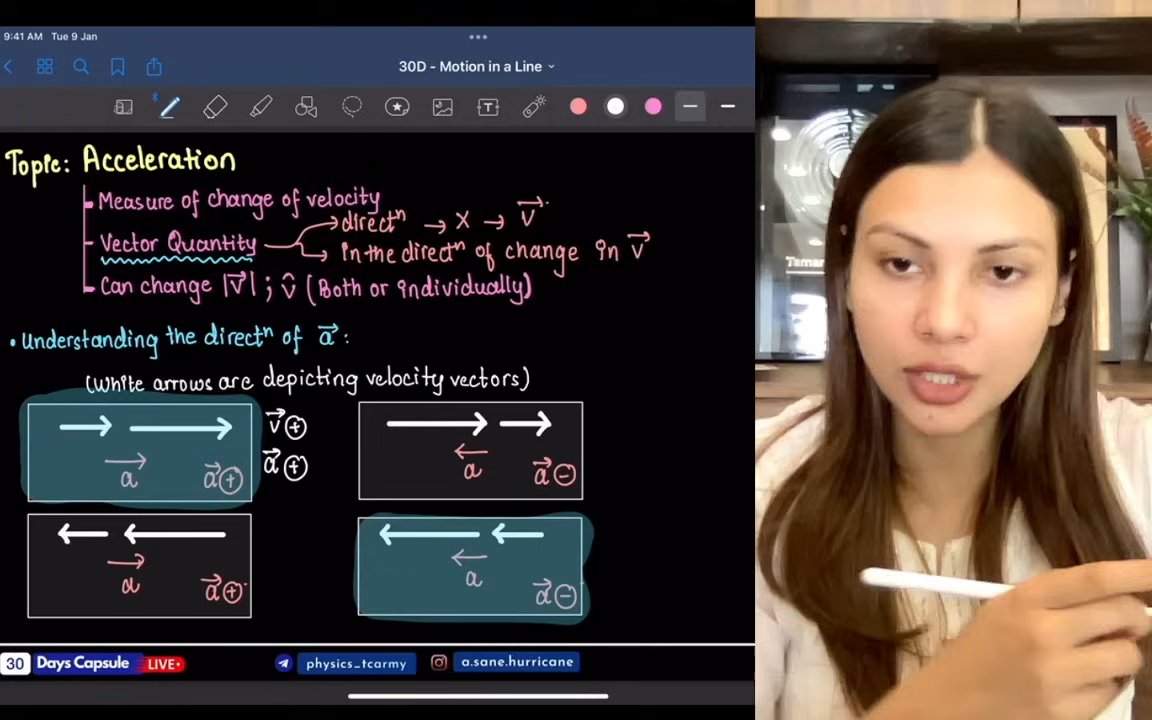 9:41 AM Tue 9 Jan
30D - Motion in a Line
Topic: Acceleration
- Measure of change of velocity
- Vector Quantity → directⁿ → X → v⃗
→ in the directⁿ of change in v⃗
- Can change |v⃗| ; v̂ (Both or individually)
• Understanding the directⁿ of a⃗ :
(White arrows are depicting velocity vectors)
v⃗ ⊕
a⃗ ⊕
a a⃗ ⊕
a a⃗ ⊖
a a⃗ ⊕
a a⃗ ⊖
30 Days Capsule LIVE
physics_tcarmy
a.sane.hurricane